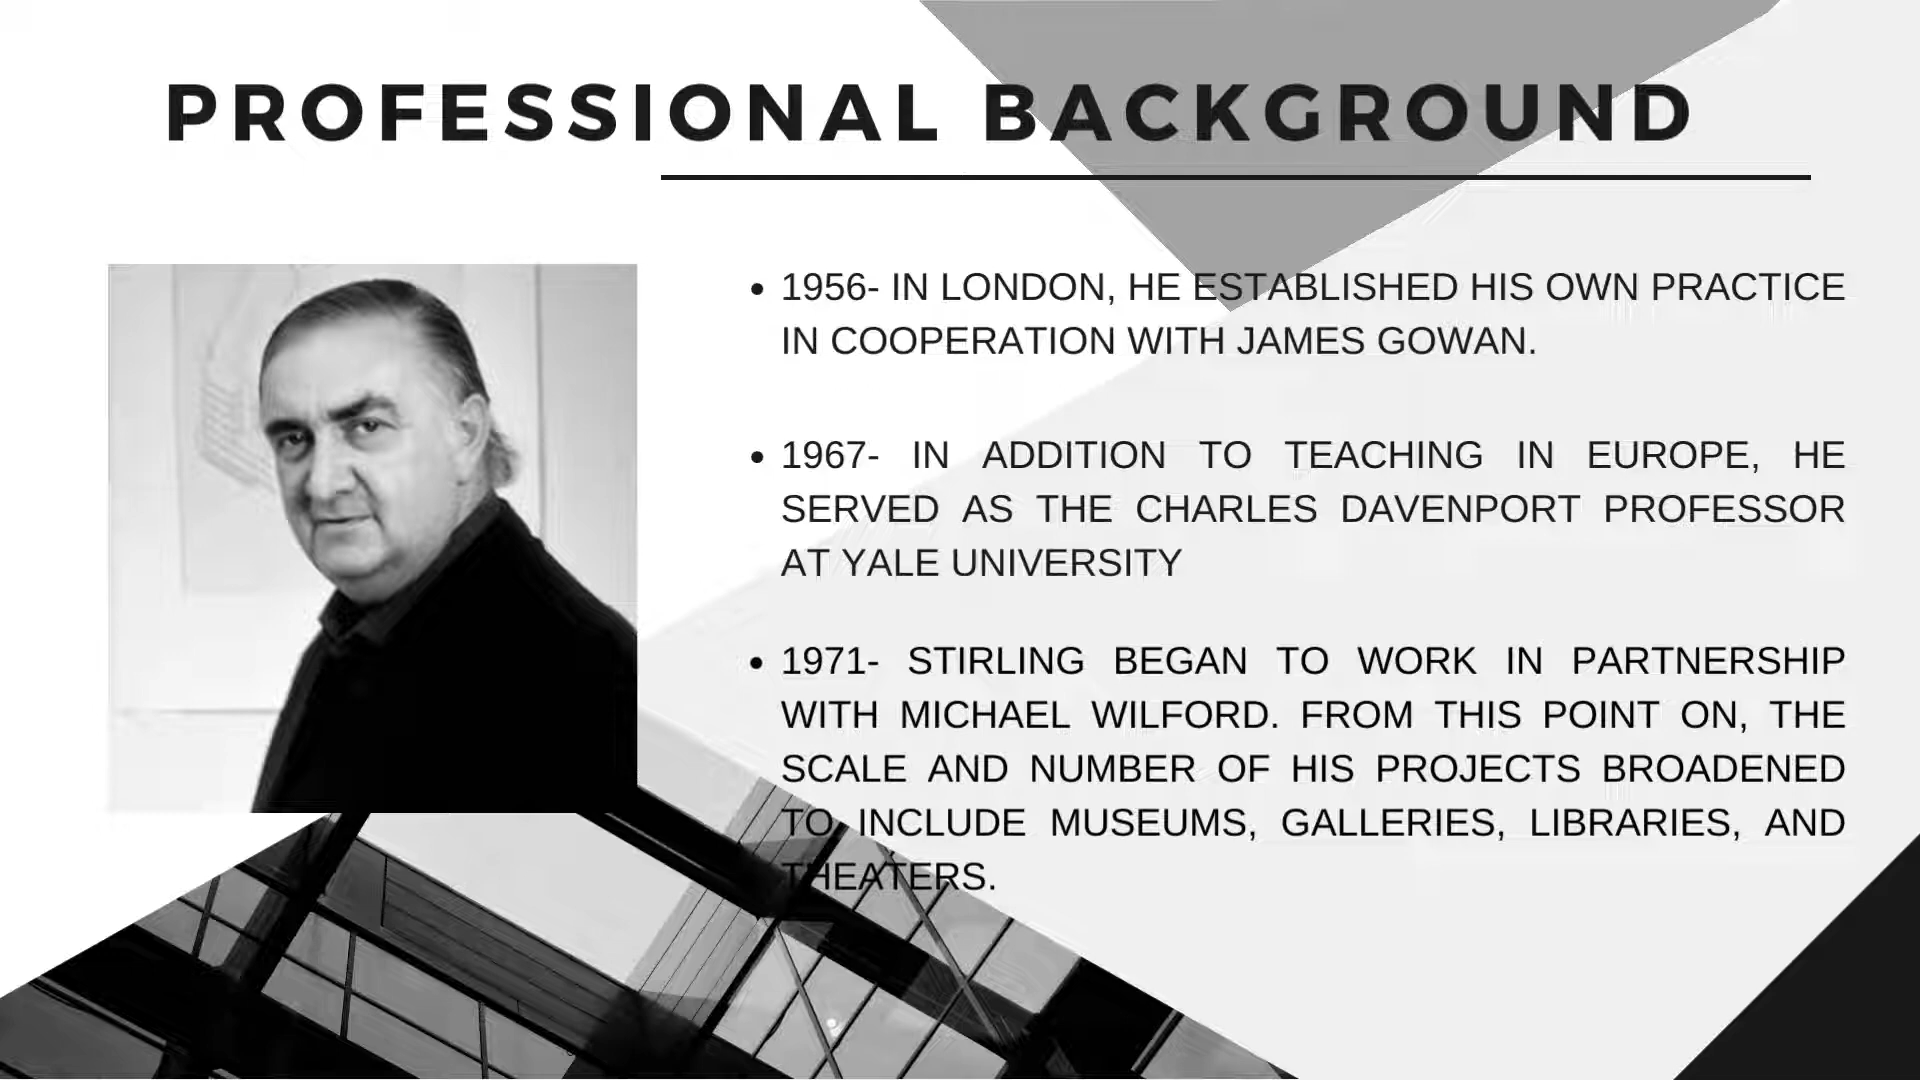 PROFESSIONAL BACKGROUND
• 1956- IN LONDON, HE ESTABLISHED HIS OWN PRACTICE
IN COOPERATION WITH JAMES GOWAN.
• 1967- IN ADDITION TO TEACHING IN EUROPE, HE
SERVED AS THE CHARLES DAVENPORT PROFESSOR
AT YALE UNIVERSITY
• 1971- STIRLING BEGAN TO WORK IN PARTNERSHIP
WITH MICHAEL WILFORD. FROM THIS POINT ON, THE
SCALE AND NUMBER OF HIS PROJECTS BROADENED
TO INCLUDE MUSEUMS, GALLERIES, LIBRARIES, AND
THEATERS.